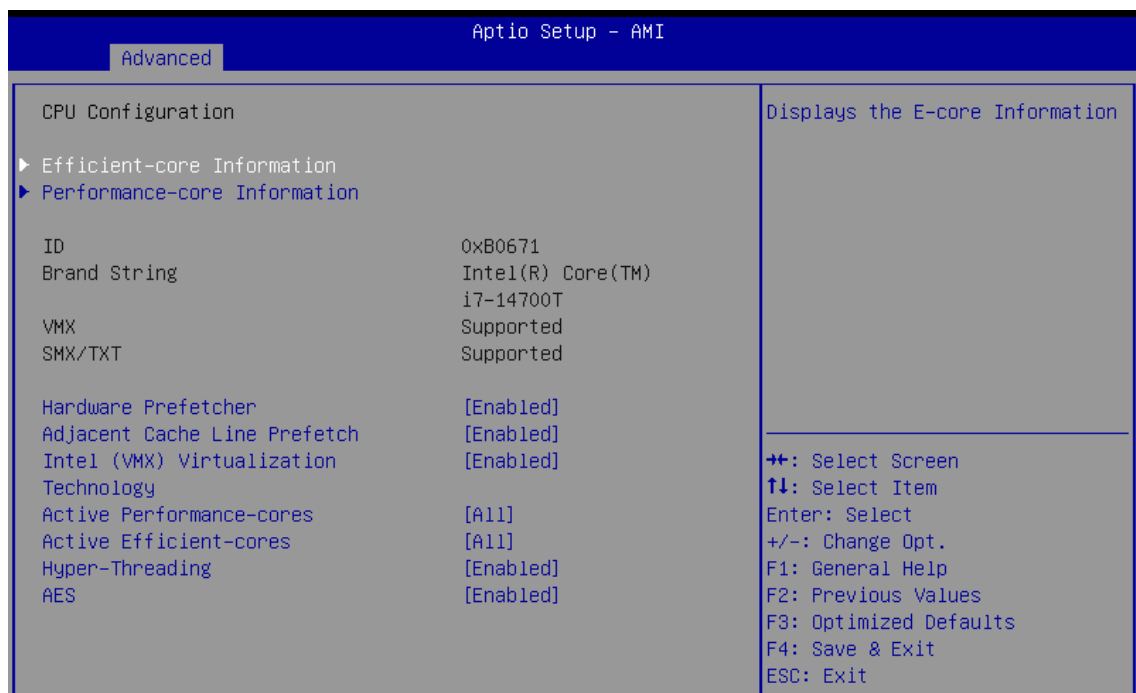 Aptio Setup – AMI
Advanced
CPU Configuration
Efficient-core Information
Performance-core Information
ID 0xB0671
Brand String Intel(R) Core(TM)
i7-14700T
VMX Supported
SMX/TXT Supported
Hardware Prefetcher [Enabled]
Adjacent Cache Line Prefetch [Enabled]
Intel (VMX) Virtualization [Enabled]
Technology
Active Performance-cores [All]
Active Efficient-cores [All]
Hyper-Threading [Enabled]
AES [Enabled]
Displays the E-core Information
→←: Select Screen
↑↓: Select Item
Enter: Select
+/-: Change Opt.
F1: General Help
F2: Previous Values
F3: Optimized Defaults
F4: Save & Exit
ESC: Exit